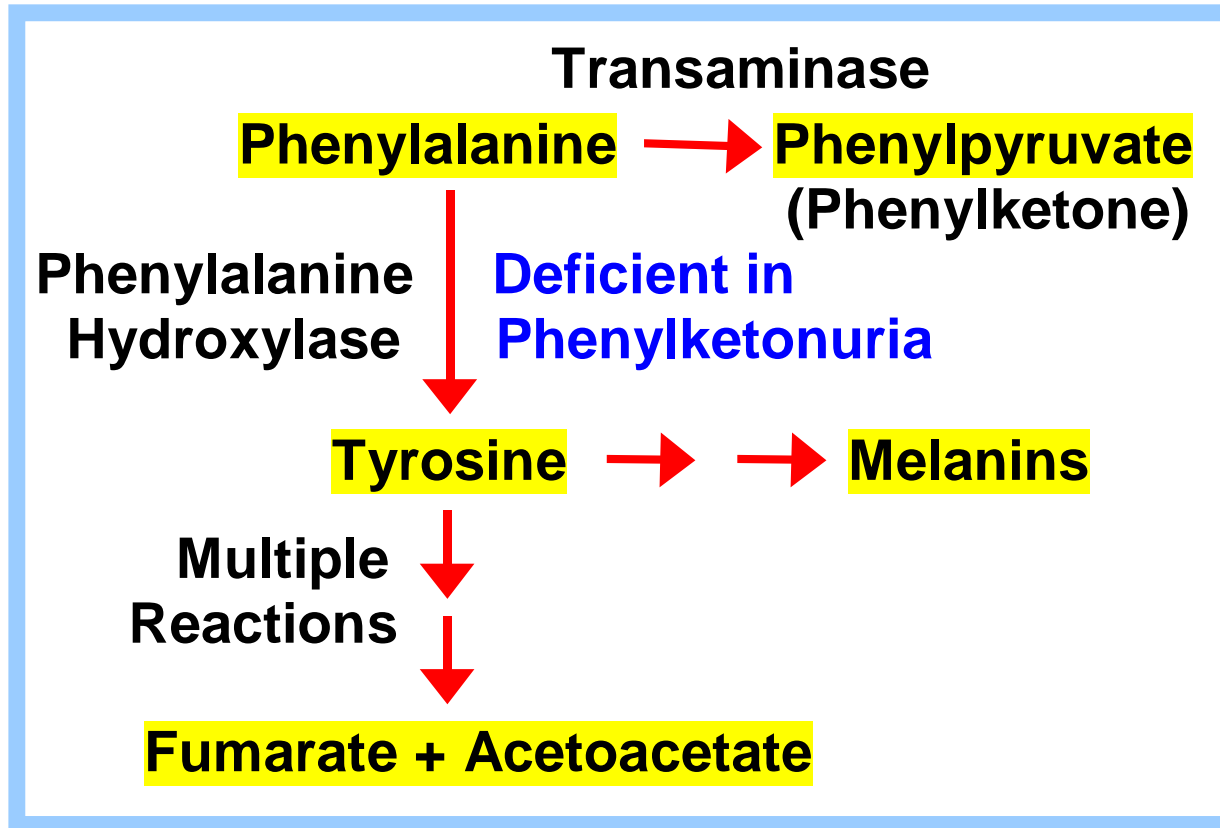 Transaminase
Phenylalanine Phenylpyruvate
(Phenylketone)
Phenylalanine Deficient in
Hydroxylase Phenylketonuria
Tyrosine Melanins
Multiple
Reactions
Fumarate + Acetoacetate